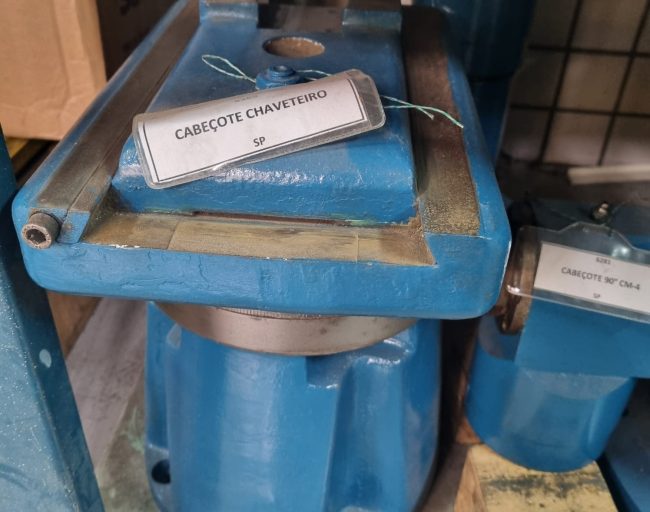 CABEÇOTE CHAVETEIRO
SP
CABEÇOTE 90° CM-4
SP